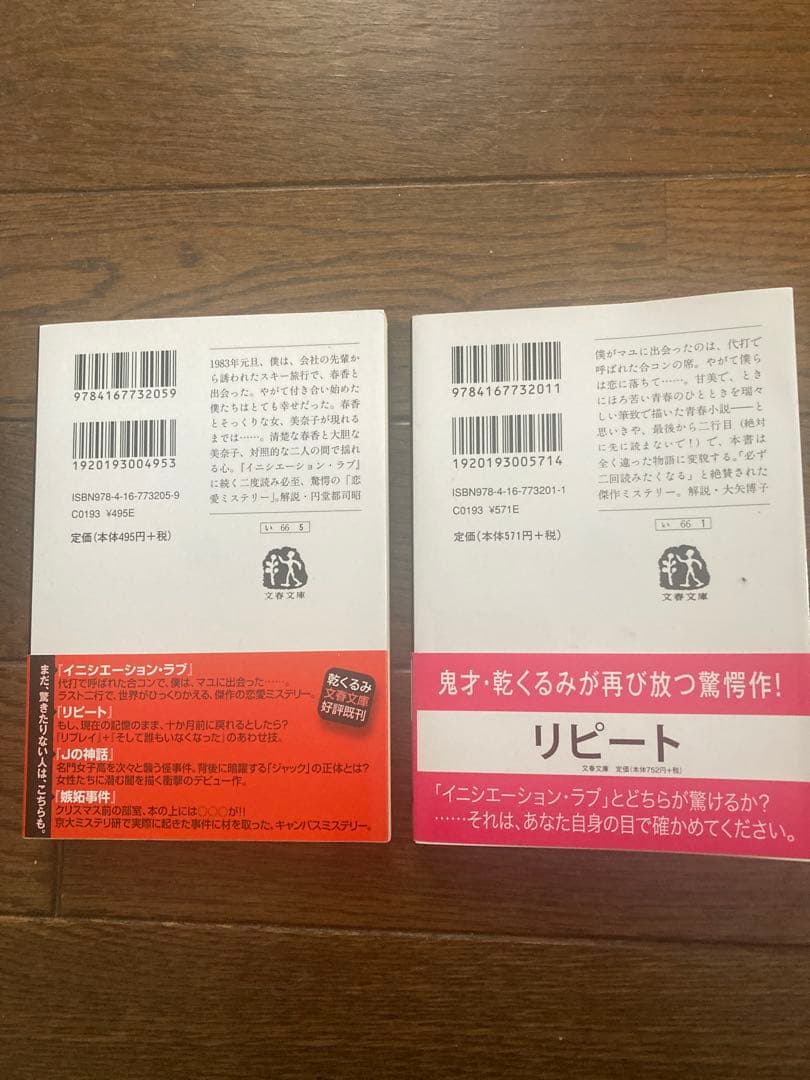 9784167732059
1920193004953
ISBN978-4-16-773205-9
C0193 ¥495E
定価(本体495円+税)
1983年元旦、僕は、会社の先輩か
ら誘われたスキー旅行で、春香と
出会った。やがて付き合い始めた
僕たちはとても幸せだった。春香
とそっくりな女、美奈子が現れる
までは……。清楚な春香と大胆な
美奈子、対照的な二人の間で揺れ
る心。『イニシエーション・ラブ』
に続く二度読み必至、驚愕の「恋
愛ミステリー」。解説・円堂都司昭
い 66 5
文春文庫
まだ、驚きたりない人は、こちらも。
『イニシエーション・ラブ』
代打で呼ばれた合コンで、僕は、マユに出会った……。
ラスト二行で、世界がひっくりかえる、傑作の恋愛ミステリー。
『リピート』
もし、現在の記憶のまま、十か月前に戻れるとしたら?
『リプレイ』+『そして誰もいなくなった』のあわせ技。
『Jの神話』
名門女子高を次々と襲う怪事件。背後に暗躍する「ジャック」の正体とは?
女性たちに潜む闇を描く衝撃のデビュー作。
『嫉妬事件』
クリスマス前の部室、本の上には○○○が!!
京大ミステリ研で実際に起きた事件に材を取った、キャンパスミステリー。
乾くるみ
文春文庫
好評既刊
9784167732011
1920193005714
ISBN978-4-16-773201-1
C0193 ¥571E
定価(本体571円+税)
僕がマユに出会ったのは、代打で
呼ばれた合コンの席。やがて僕ら
は恋に落ちて……。甘美で、とき
にほろ苦い青春のひとときを瑞々
しい筆致で描いた青春小説――と
思いきや、最後から二行目(絶対
に先に読まないで!)で、本書は
全く違った物語に変貌する。「必ず
二回読みたくなる」と絶賛された
傑作ミステリー。解説・大矢博子
い 66 1
文春文庫
鬼才・乾くるみが再び放つ驚愕作!
リピート
文春文庫 定価(本体752円+税)
「イニシエーション・ラブ」とどちらが驚けるか?
……それは、あなた自身の目で確かめてください。